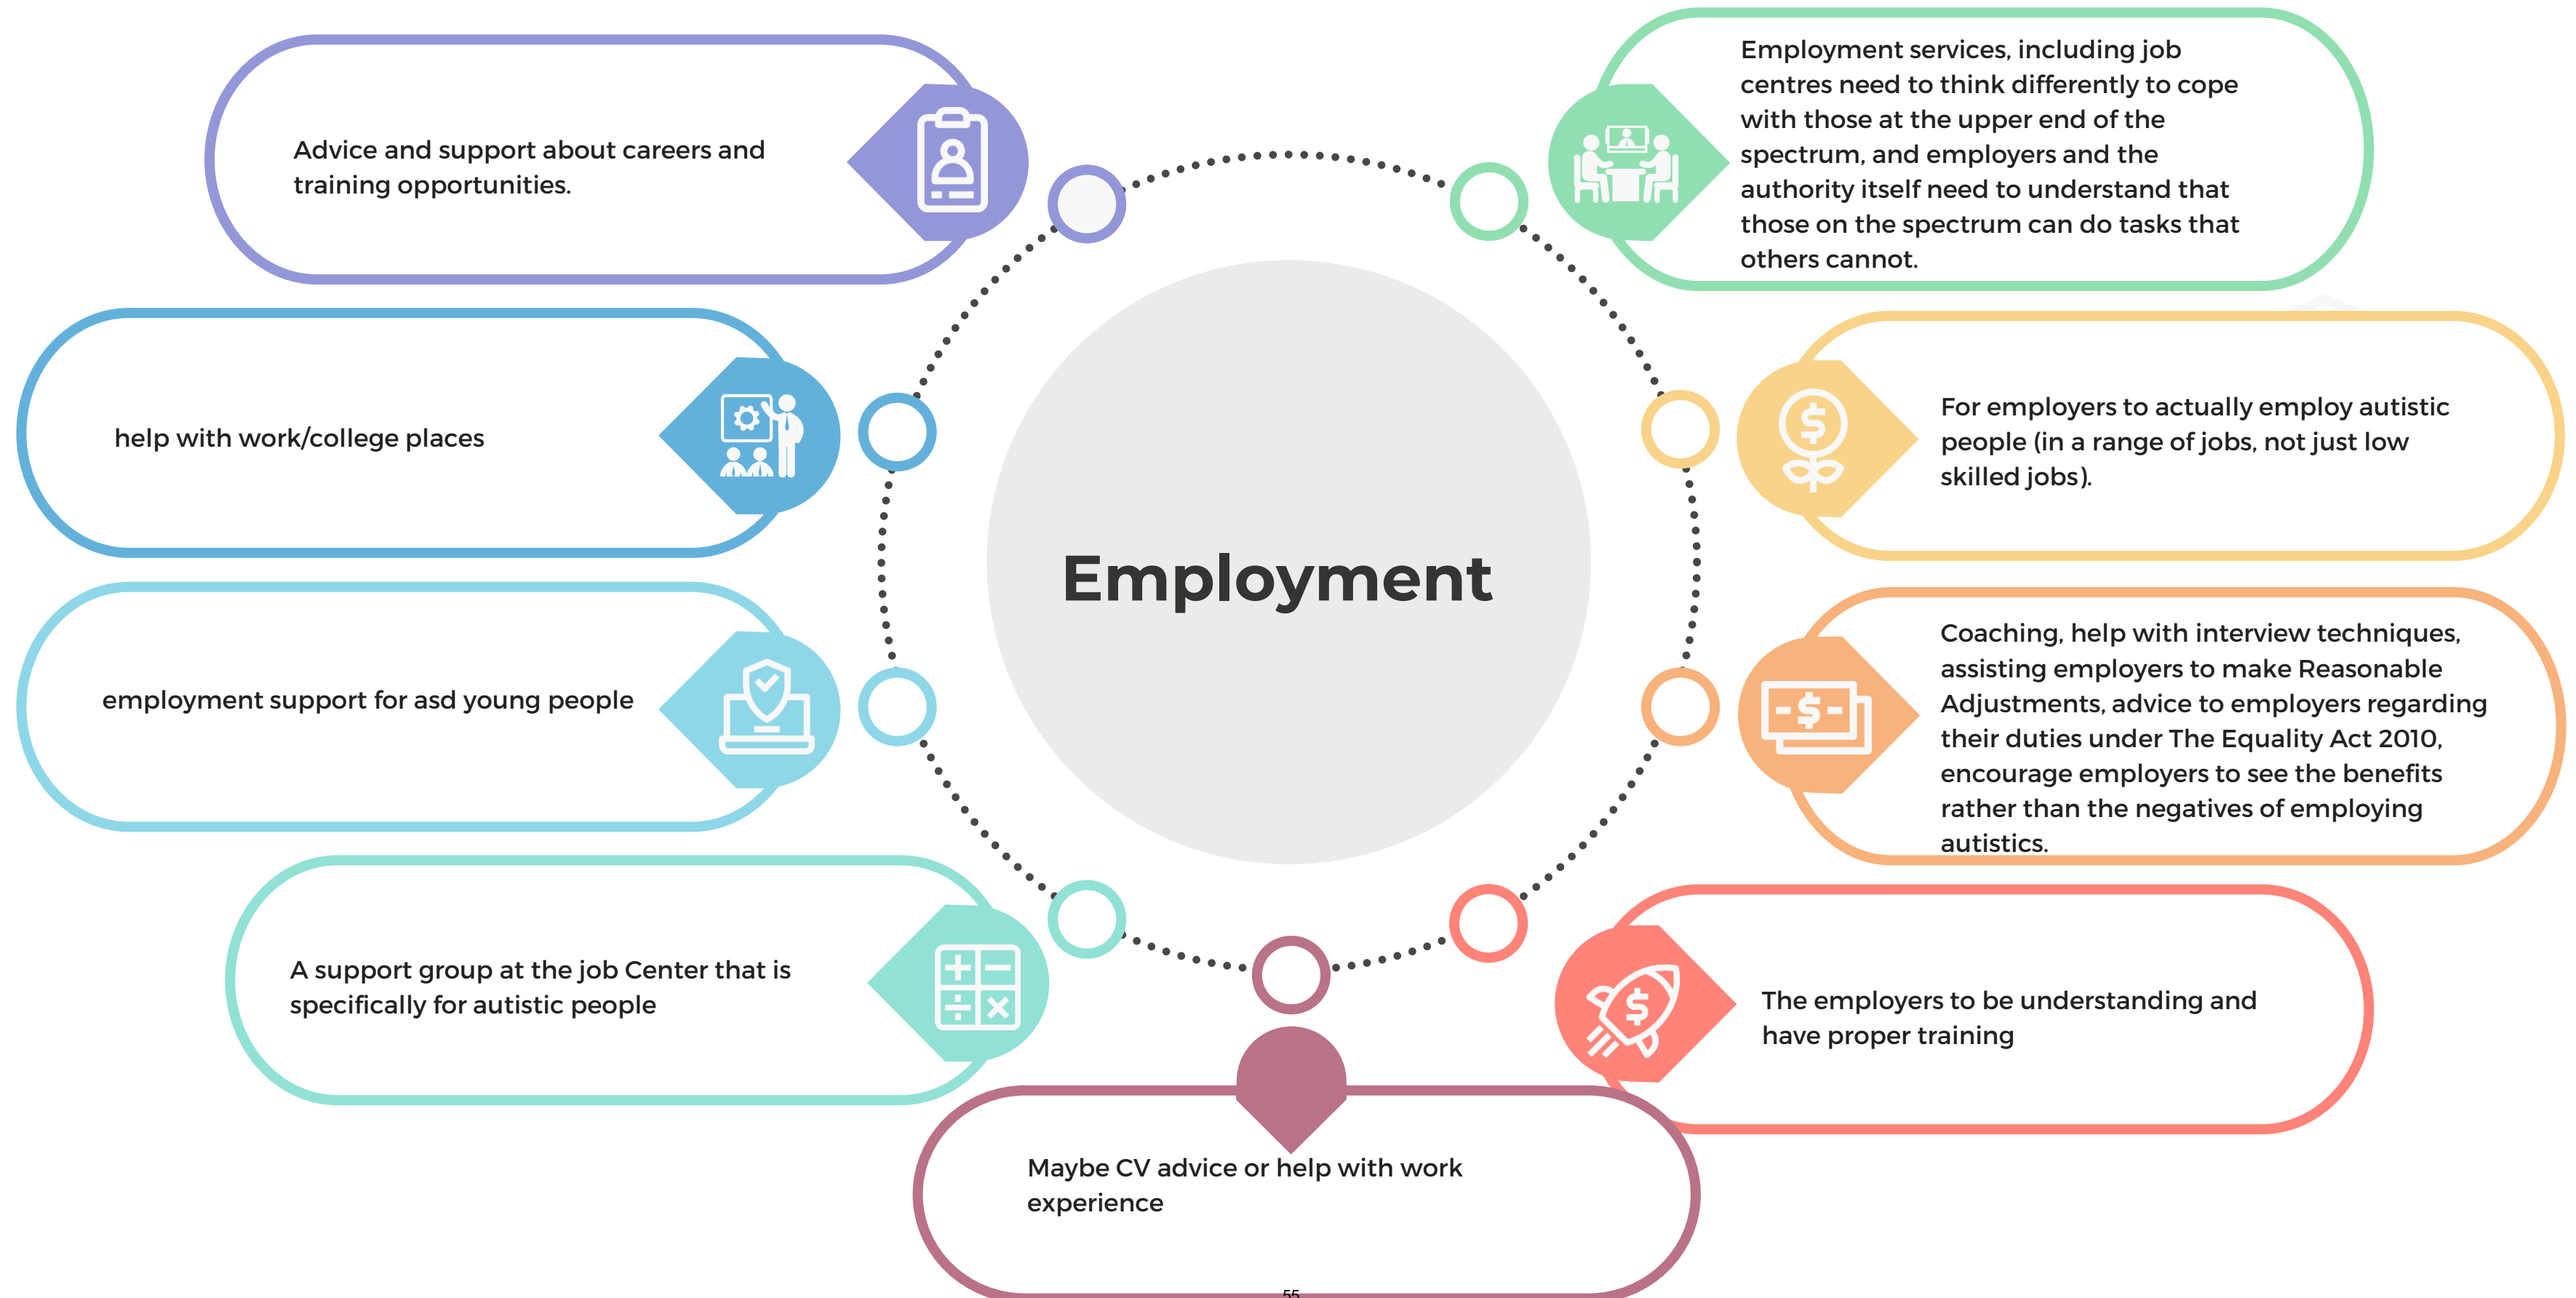 Advice and support about careers and
training opportunities.
help with work/college places
employment support for asd young people
A support group at the job Center that is
specifically for autistic people
Employment
Employment services, including job
centres need to think differently to cope
with those at the upper end of the
spectrum, and employers and the
authority itself need to understand that
those on the spectrum can do tasks that
others cannot.
For employers to actually employ autistic
people (in a range of jobs, not just low
skilled jobs).
Coaching, help with interview techniques,
assisting employers to make Reasonable
Adjustments, advice to employers regarding
their duties under The Equality Act 2010,
encourage employers to see the benefits
rather than the negatives of employing
autistics.
The employers to be understanding and
have proper training
Maybe CV advice or help with work
experience
55